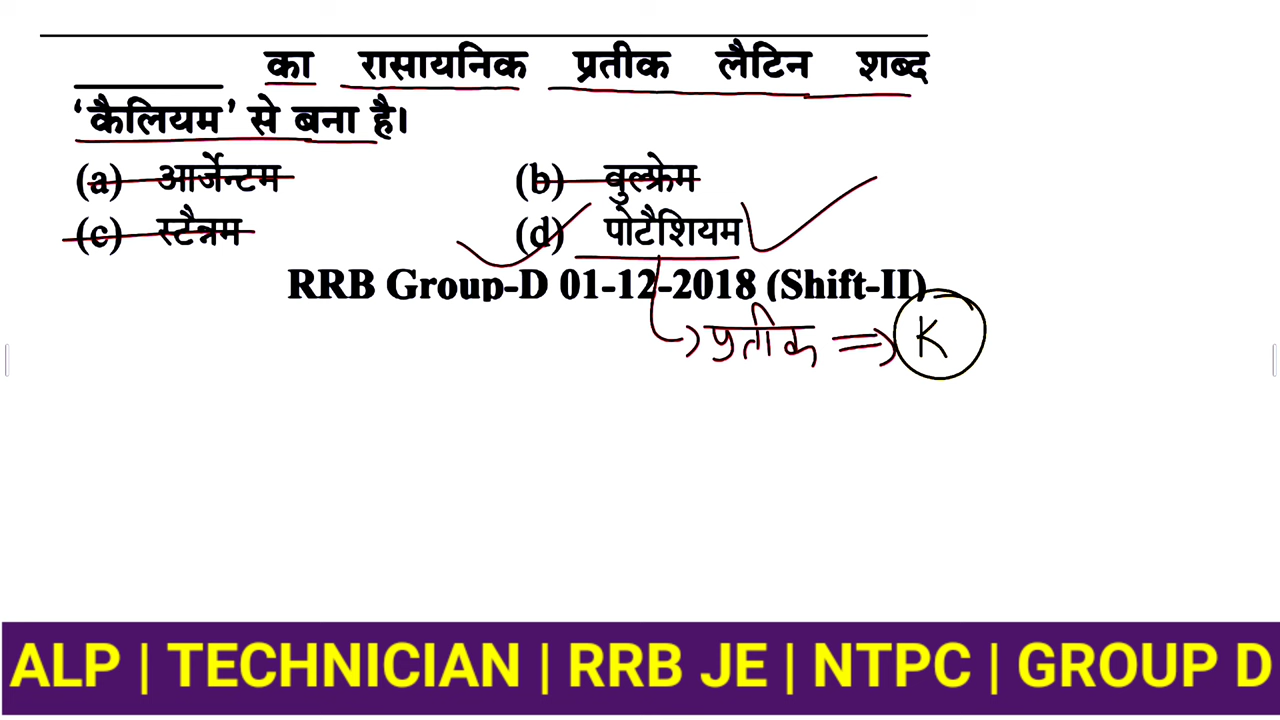 ________ का रासायनिक प्रतीक लैटिन शब्द
‘कैलियम’ से बना है।
(a) आर्जेन्टम (b) वुल्फ्रेम
(c) स्टैन्नम (d) पोटैशियम
RRB Group-D 01-12-2018 (Shift-II)
→ प्रतीक ⇒ K
ALP | TECHNICIAN | RRB JE | NTPC | GROUP D